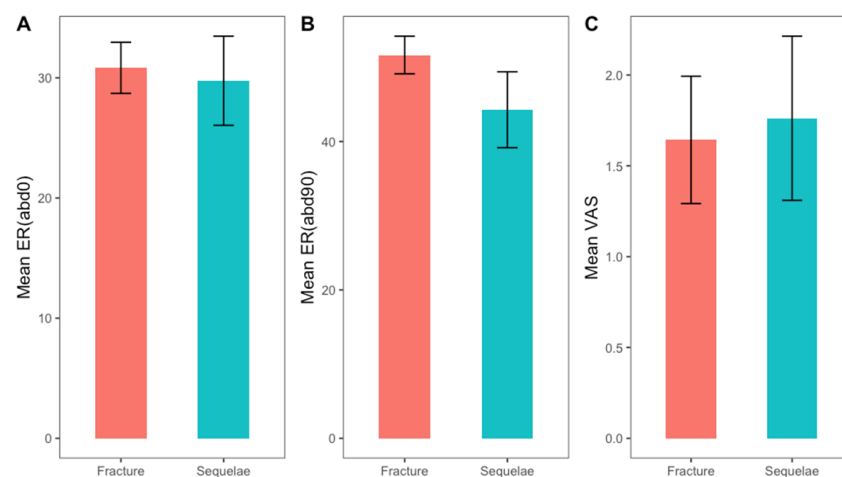 A
Mean ER(abd0)
30
20
10
0
Fracture Sequelae
B
Mean ER(abd90)
40
20
0
Fracture Sequelae
C
Mean VAS
2.0
1.5
1.0
0.5
0.0
Fracture Sequelae